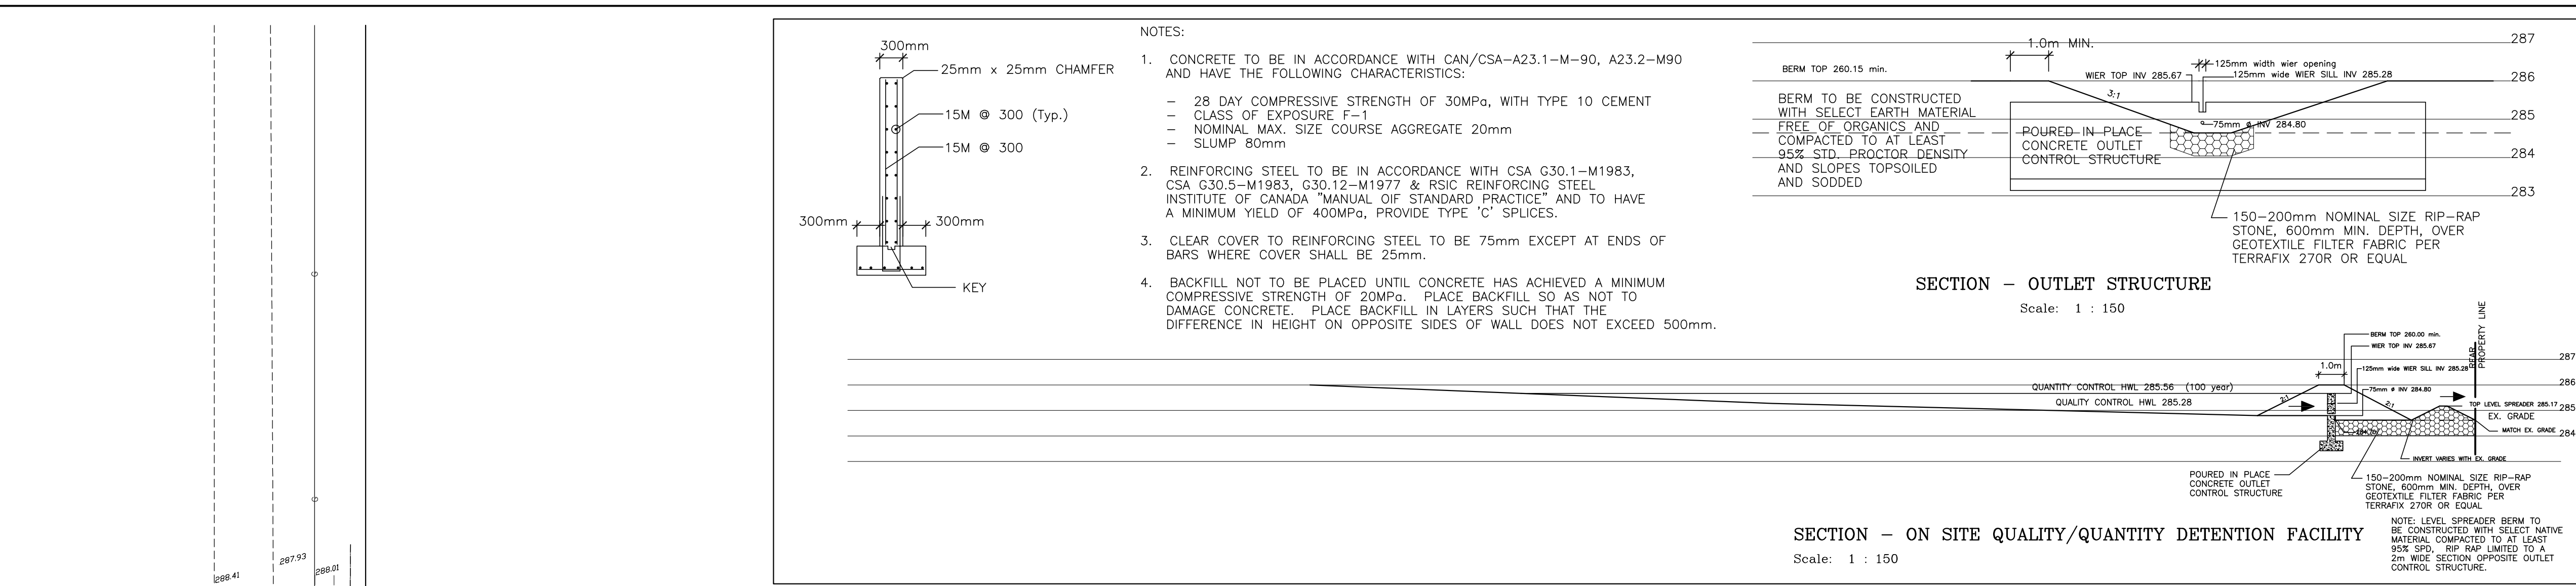 300mm
25mm x 25mm CHAMFER
15M @ 300 (Typ.)
15M @ 300
300mm
300mm
KEY
NOTES:
1. CONCRETE TO BE IN ACCORDANCE WITH CAN/CSA-A23.1-M-90, A23.2-M90
AND HAVE THE FOLLOWING CHARACTERISTICS:
- 28 DAY COMPRESSIVE STRENGTH OF 30MPa, WITH TYPE 10 CEMENT
- CLASS OF EXPOSURE F-1
- NOMINAL MAX. SIZE COURSE AGGREGATE 20mm
- SLUMP 80mm
2. REINFORCING STEEL TO BE IN ACCORDANCE WITH CSA G30.1-M1983,
CSA G30.5-M1983, G30.12-M1977 & RSIC REINFORCING STEEL
INSTITUTE OF CANADA "MANUAL OIF STANDARD PRACTICE" AND TO HAVE
A MINIMUM YIELD OF 400MPa, PROVIDE TYPE 'C' SPLICES.
3. CLEAR COVER TO REINFORCING STEEL TO BE 75mm EXCEPT AT ENDS OF
BARS WHERE COVER SHALL BE 25mm.
4. BACKFILL NOT TO BE PLACED UNTIL CONCRETE HAS ACHIEVED A MINIMUM
COMPRESSIVE STRENGTH OF 20MPa. PLACE BACKFILL SO AS NOT TO
DAMAGE CONCRETE. PLACE BACKFILL IN LAYERS SUCH THAT THE
DIFFERENCE IN HEIGHT ON OPPOSITE SIDES OF WALL DOES NOT EXCEED 500mm.
1.0m MIN.
287
BERM TOP 260.15 min.
125mm width wier opening
WIER TOP INV 285.67
125mm wide WIER SILL INV 285.28
286
BERM TO BE CONSTRUCTED
WITH SELECT EARTH MATERIAL
FREE OF ORGANICS AND
COMPACTED TO AT LEAST
95% STD. PROCTOR DENSITY
AND SLOPES TOPSOILED
AND SODDED
3:1
285
75mm ø INV 284.80
POURED IN PLACE
CONCRETE OUTLET
CONTROL STRUCTURE
284
283
150-200mm NOMINAL SIZE RIP-RAP
STONE, 600mm MIN. DEPTH, OVER
GEOTEXTILE FILTER FABRIC PER
TERRAFIX 270R OR EQUAL
SECTION - OUTLET STRUCTURE
Scale: 1 : 150
REAR
PROPERTY LINE
BERM TOP 260.00 min.
WIER TOP INV 285.67
287
1.0m
125mm wide WIER SILL INV 285.28
286
QUANTITY CONTROL HWL 285.56 (100 year)
75mm ø INV 284.80
QUALITY CONTROL HWL 285.28
2:1
2:1
TOP LEVEL SPREADER 285.17
285
EX. GRADE
MATCH EX. GRADE
284
284.70
INVERT VARIES WITH EX. GRADE
POURED IN PLACE
CONCRETE OUTLET
CONTROL STRUCTURE
150-200mm NOMINAL SIZE RIP-RAP
STONE, 600mm MIN. DEPTH, OVER
GEOTEXTILE FILTER FABRIC PER
TERRAFIX 270R OR EQUAL
SECTION - ON SITE QUALITY/QUANTITY DETENTION FACILITY
Scale: 1 : 150
NOTE: LEVEL SPREADER BERM TO
BE CONSTRUCTED WITH SELECT NATIVE
MATERIAL COMPACTED TO AT LEAST
95% SPD, RIP RAP LIMITED TO A
2m WIDE SECTION OPPOSITE OUTLET
CONTROL STRUCTURE.
G
G
288.41
287.93
288.01